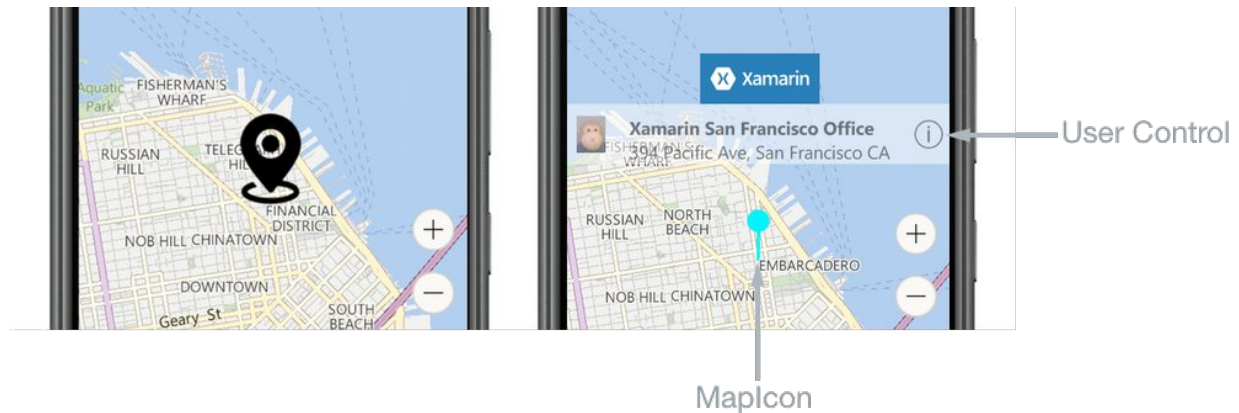 Aquatic
Park
FISHERMAN'S
WHARF
RUSSIAN
HILL
FINANCIAL
DISTRICT
NOB HILL CHINATOWN
DOWNTOWN
Geary St
SOUTH
BEACH
+
−
Xamarin
Xamarin San Francisco Office
394 Pacific Ave, San Francisco CA
i
FISHERMAN'S
WHARF
RUSSIAN
HILL
NORTH
BEACH
EMBARCADERO
NOB HILL CHINATOWN
+
−
User Control
MapIcon